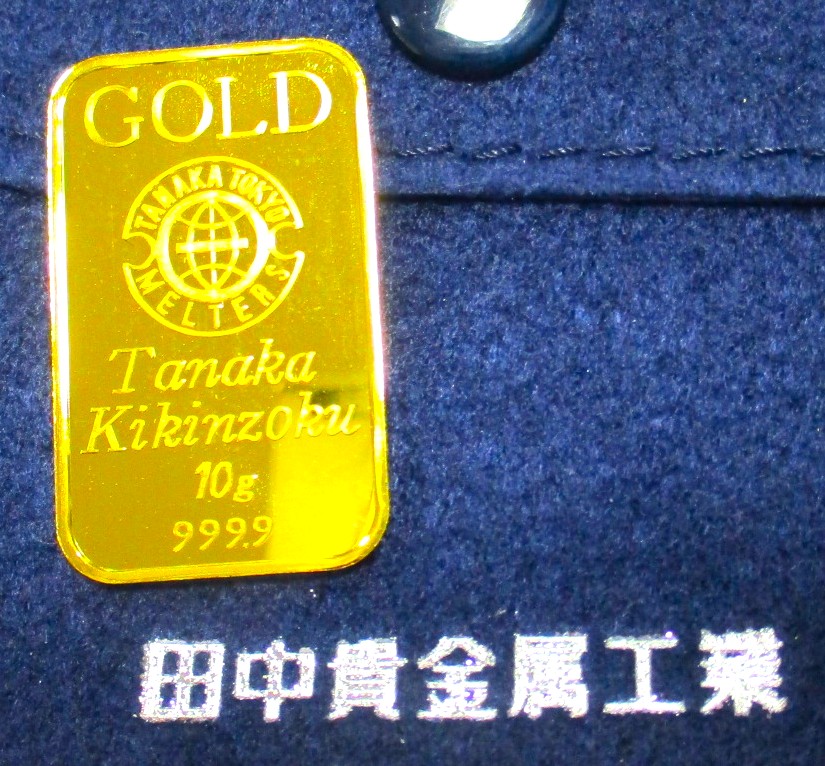 GOLD
TANAKA TOKYO
MELTERS
Tanaka
Kikinzoku
10g
999.9
田中貴金属工業